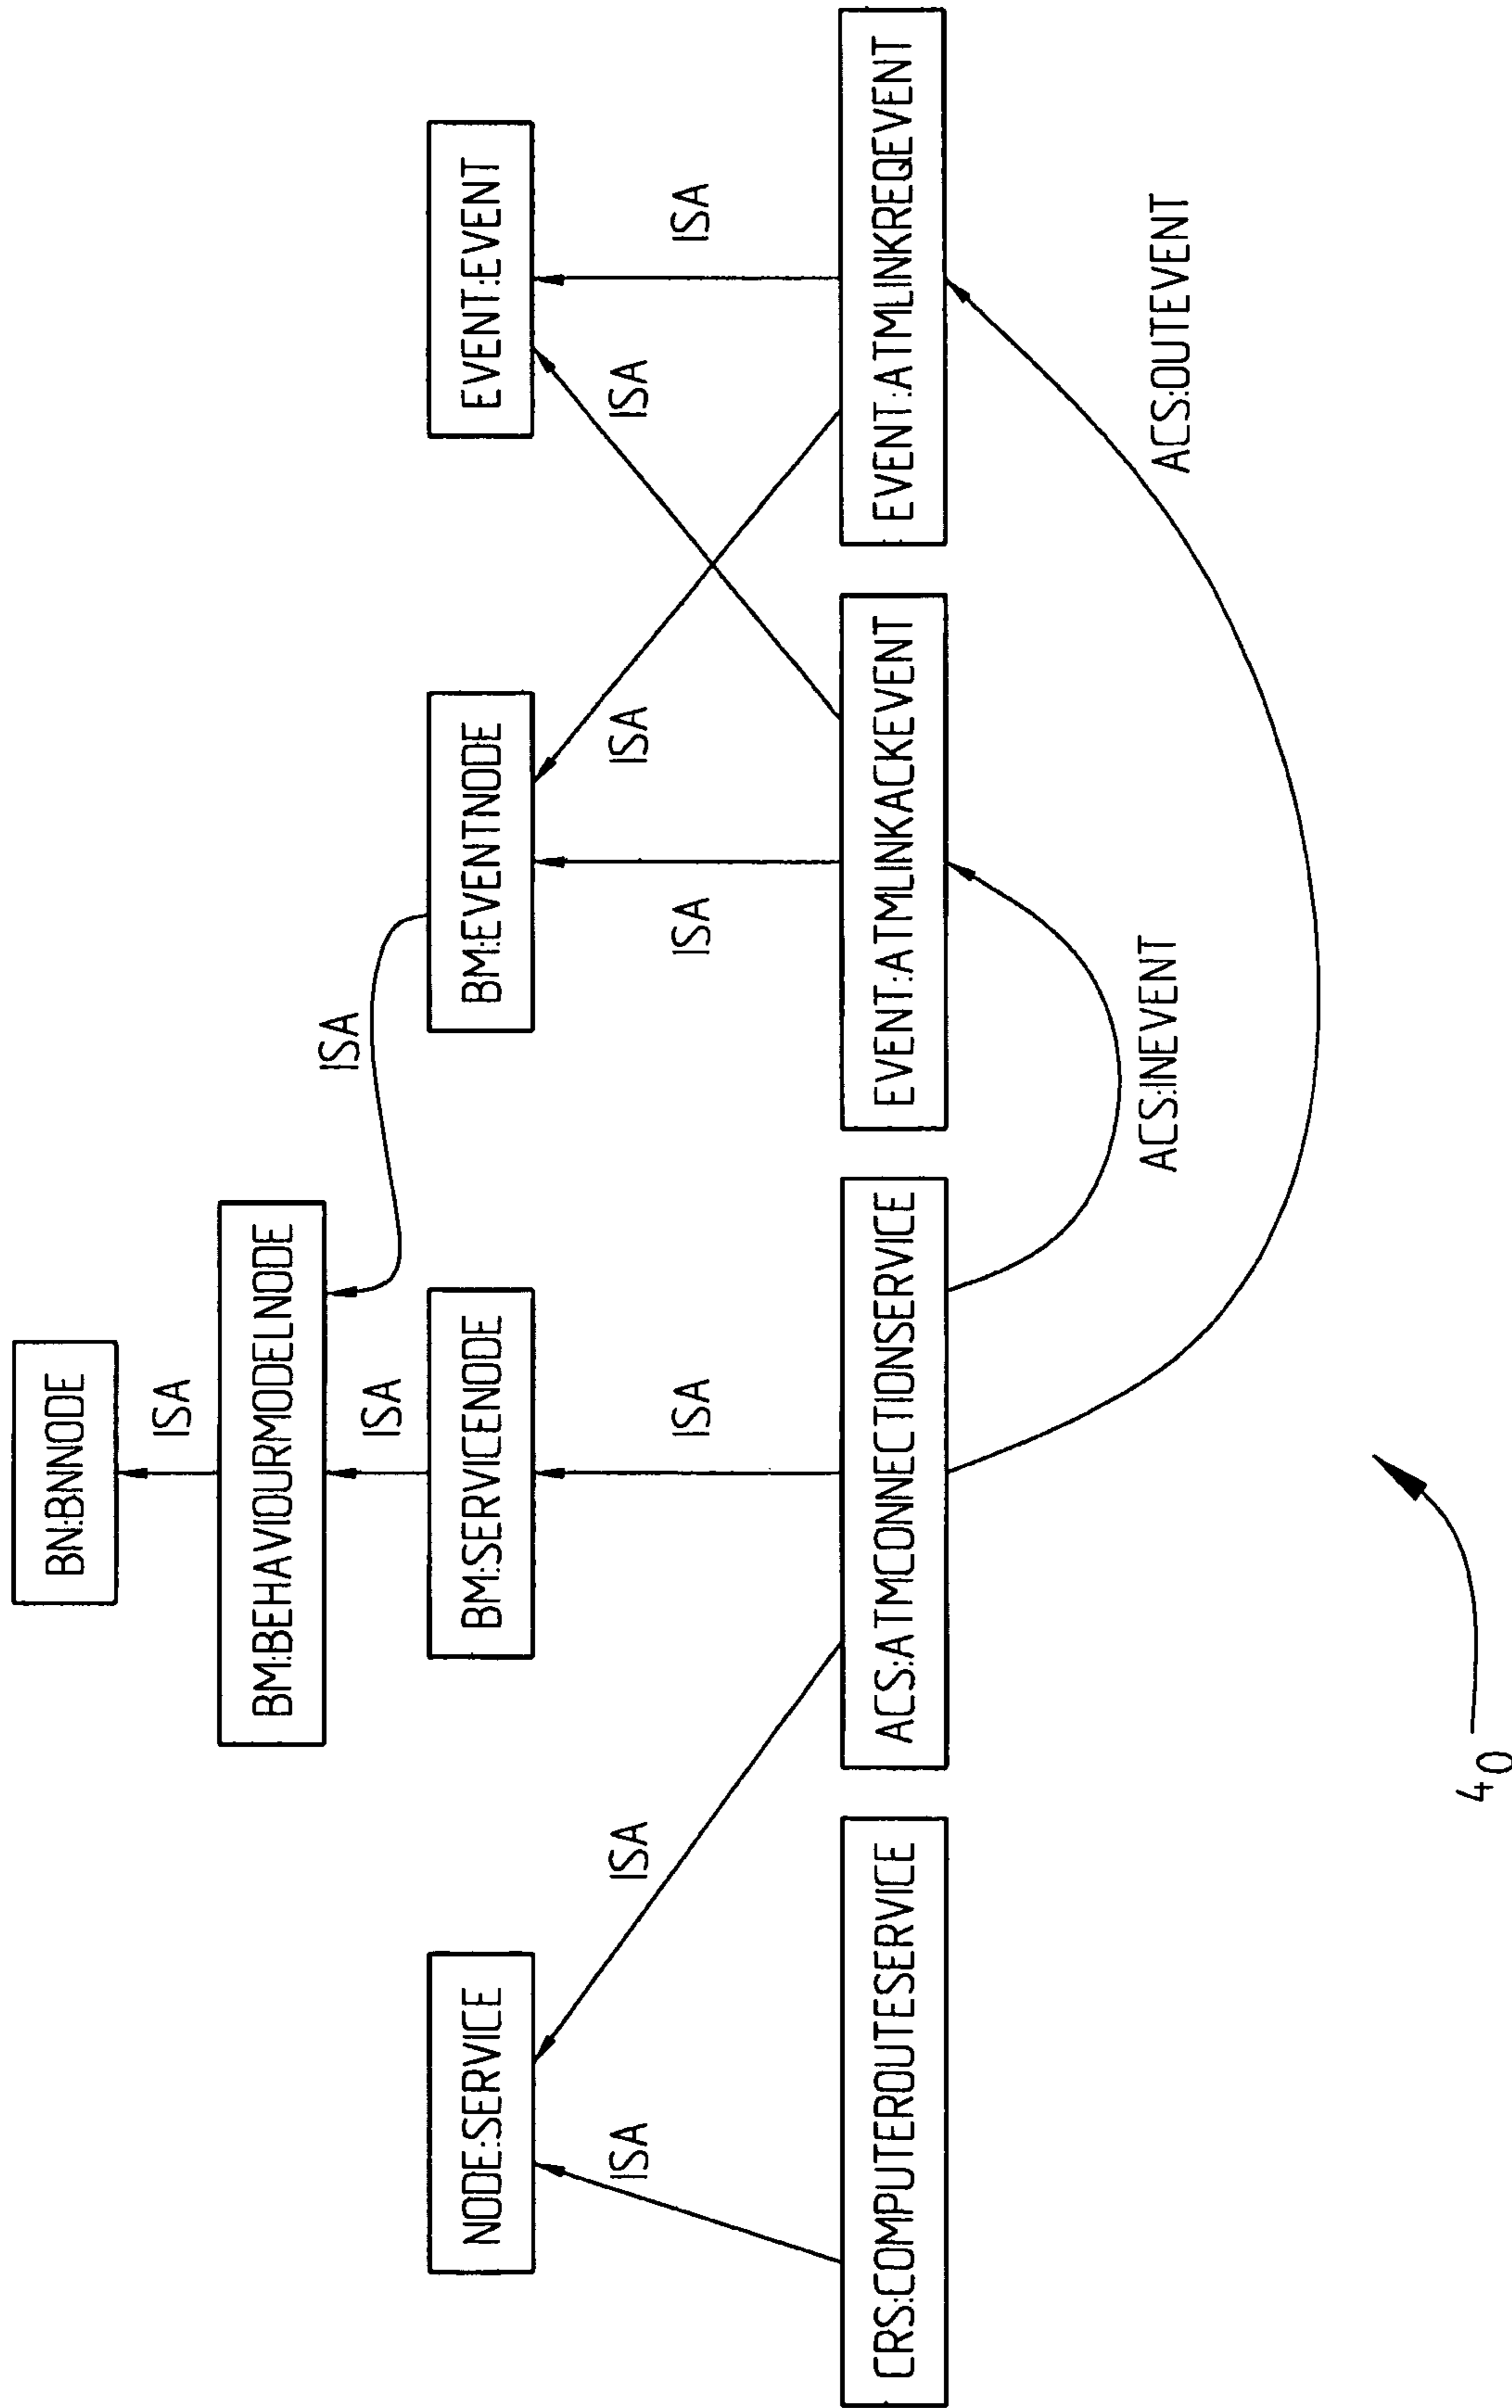 BN:BNNODE
ISA
BM:BEHAVIOURMODELNODE
ISA
ISA
NODE:SERVICE
BM:SERVICENODE
BM:EVENTNODE
EVENT:EVENT
ISA
ISA
ISA
ISA
ISA
ISA
ISA
CRS:COMPUTEROUTESERVICE
ACS:ATMCONNECTIONSERVICE
EVENT:ATMLINKACKEVENT
EVENT:ATMLINKREQEVENT
ACS:INEVENT
ACS:OUTEVENT
40